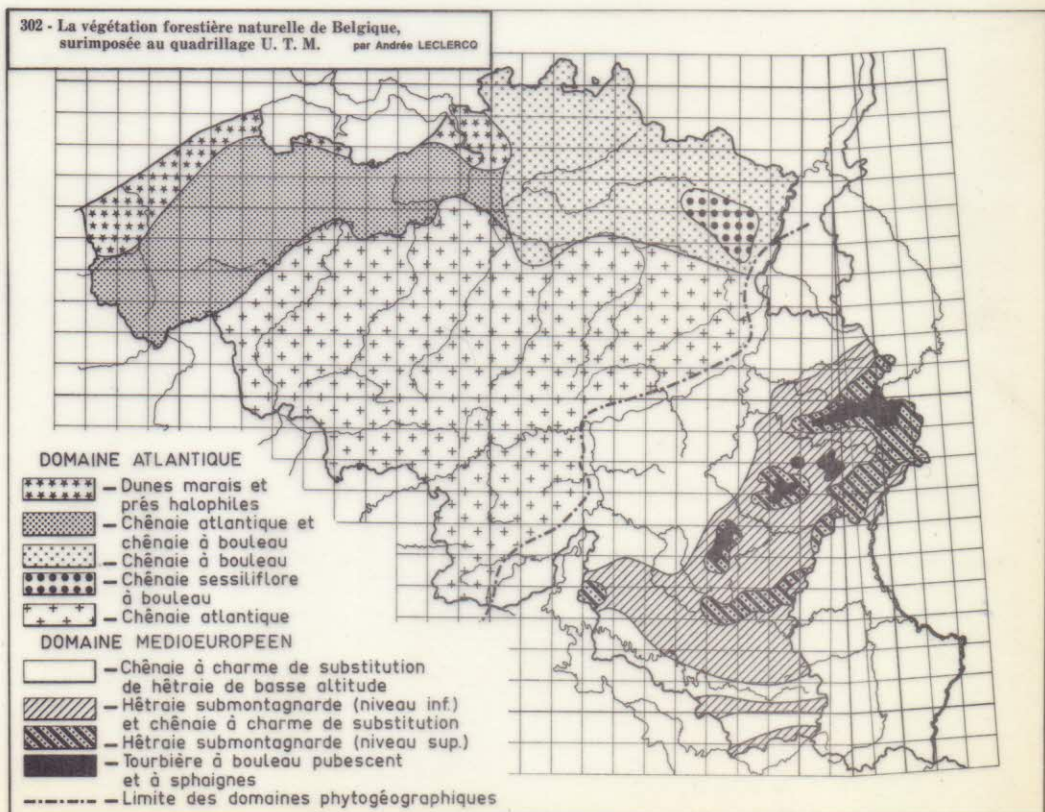 302 - La végétation forestière naturelle de Belgique,
surimposée au quadrillage U. T. M. par Andrée LECLERCQ
DOMAINE ATLANTIQUE
— Dunes marais et
prés halophiles
— Chênaie atlantique et
chênaie à bouleau
— Chênaie à bouleau
— Chênaie sessiliflore
à bouleau
— Chênaie atlantique
DOMAINE MEDIOEUROPEEN
— Chênaie à charme de substitution
de hêtraie de basse altitude
— Hêtraie submontagnarde (niveau inf.)
et chênaie à charme de substitution
— Hêtraie submontagnarde (niveau sup.)
— Tourbière à bouleau pubescent
et à sphaignes
— Limite des domaines phytogéographiques